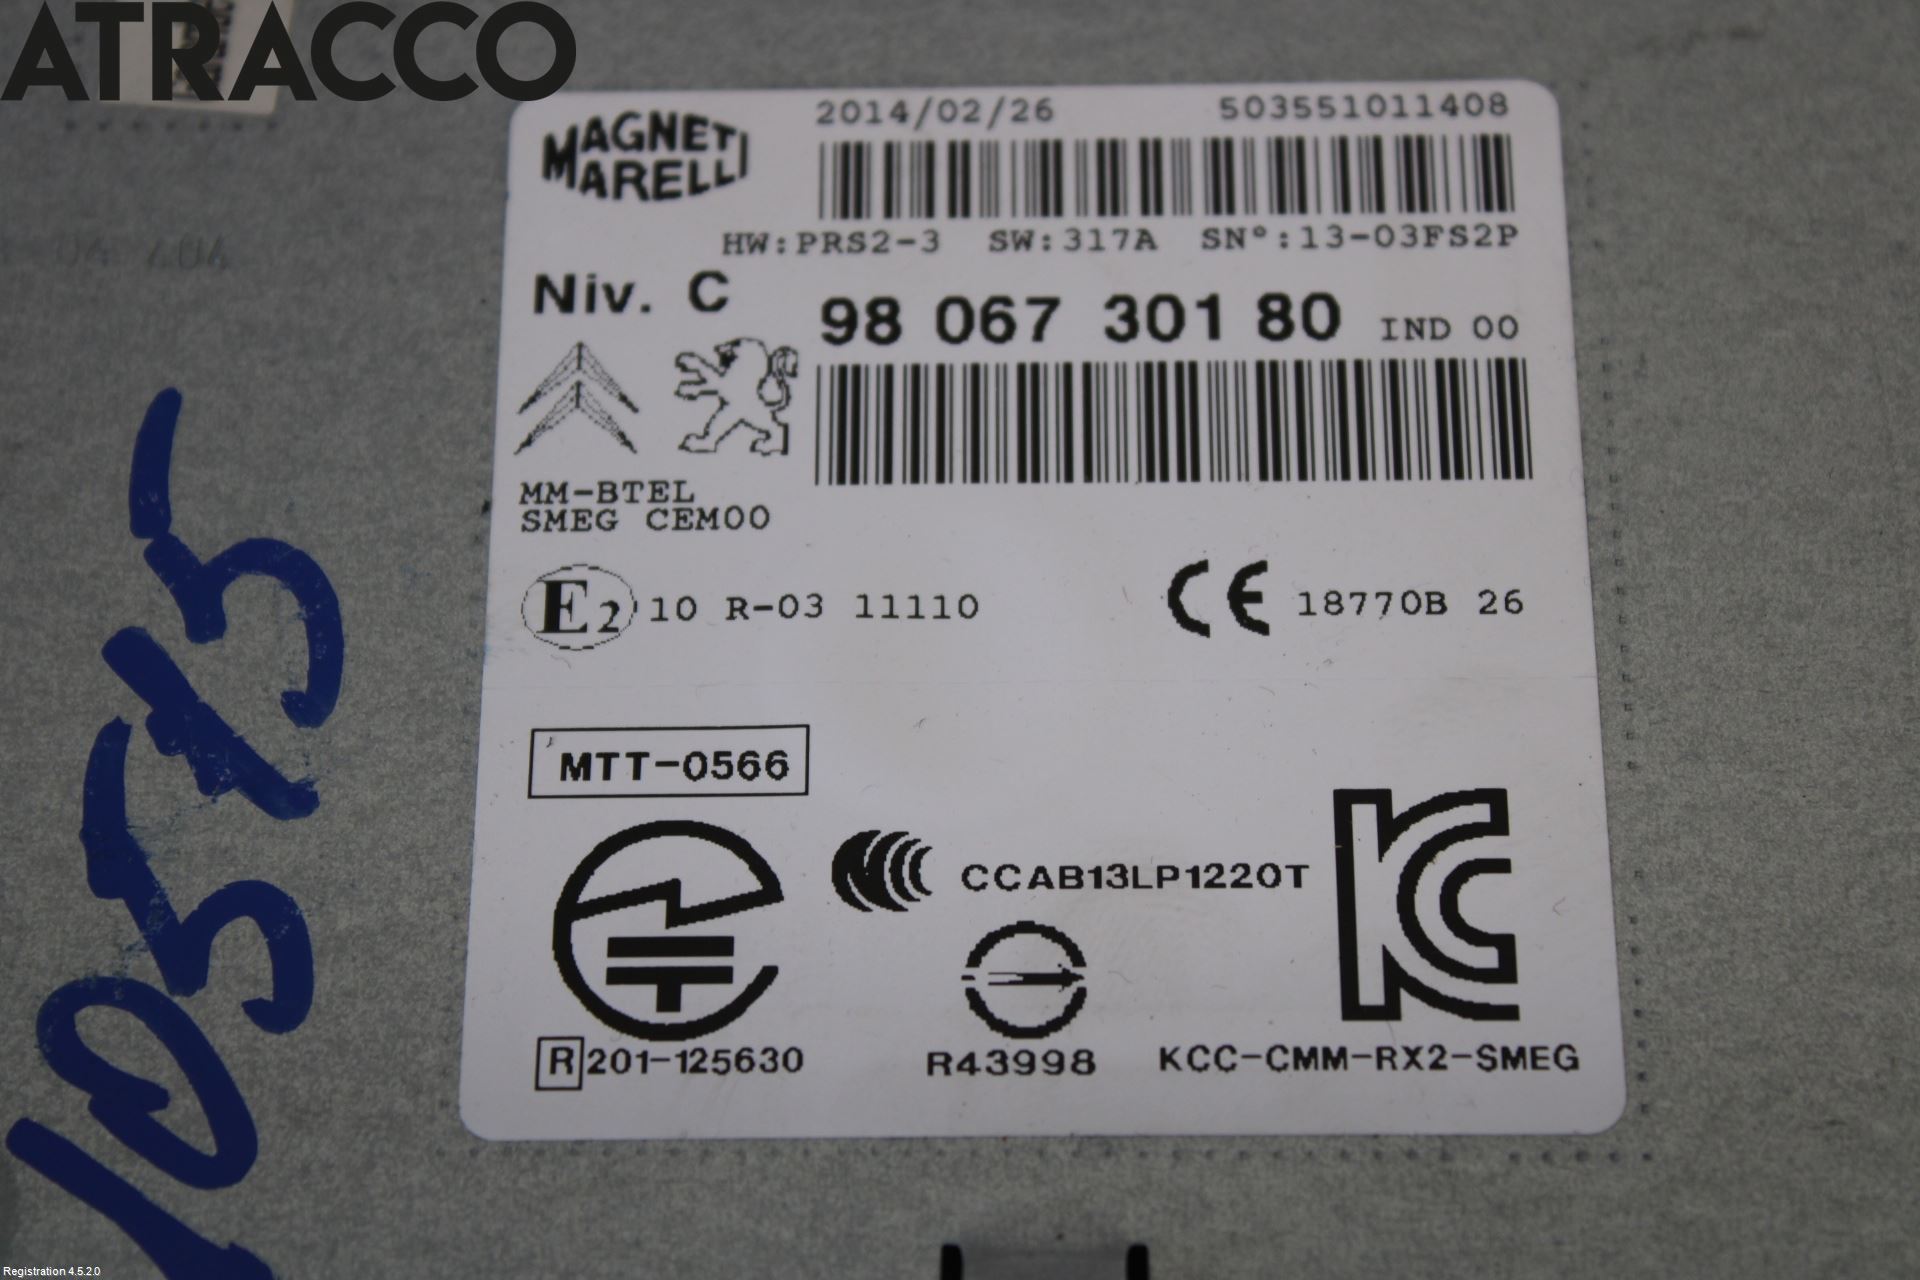 ATRACCO
MAGNETI MARELLI
2014/02/26 503551011408
HW:PRS2-3 SW:317A SN°:13-03FS2P
Niv. C
98 067 301 80 IND 00
MM-BTEL
SMEG CEM00
E2 10 R-03 11110
CE 18770B 26
MTT-0566
CCAB13LP1220T
KC
R 201-125630
R43998
KCC-CMM-RX2-SMEG
Registration 4.5.2.0